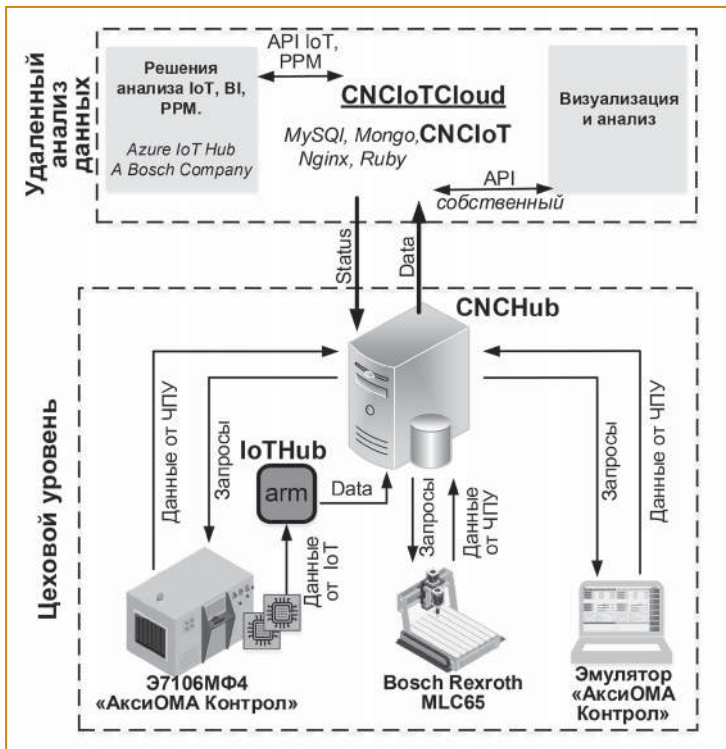 Удаленный
анализ
данных
Решения
анализа IoT, BI,
PPM.
Azure IoT Hub
A Bosch Company
API IoT,
PPM
CNCIoTCloud
MySQl, Mongo, CNCIoT
Nginx, Ruby
API
собственный
Визуализация
и анализ
Status
Data
Цеховой уровень
CNCHub
Данные от ЧПУ
Запросы
IoTHub
arm
Data
Данные
от IoT
Запросы
Данные
от ЧПУ
Запросы
Данные от ЧПУ
Э7106МФ4
«АксиОМА Контрол»
Bosch Rexroth
MLC65
Эмулятор
«АксиОМА
Контрол»